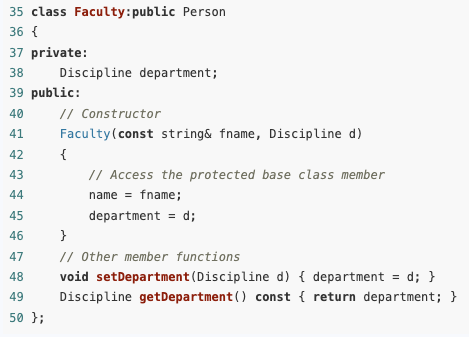 35 class Faculty:public Person
36 {
37 private:
38     Discipline department;
39 public:
40     // Constructor
41     Faculty(const string& fname, Discipline d)
42     {
43         // Access the protected base class member
44         name = fname;
45         department = d;
46     }
47     // Other member functions
48     void setDepartment(Discipline d) { department = d; }
49     Discipline getDepartment() const { return department; }
50 };